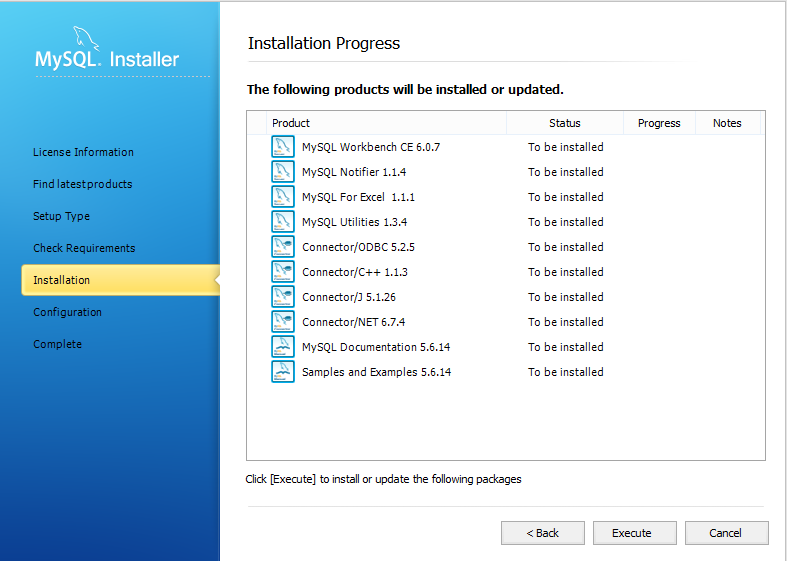 MySQL® Installer
License Information
Find latest products
Setup Type
Check Requirements
Installation
Configuration
Complete
Installation Progress
The following products will be installed or updated.
Product Status Progress Notes
MySQL Workbench CE 6.0.7 To be installed
MySQL Notifier 1.1.4 To be installed
MySQL For Excel 1.1.1 To be installed
MySQL Utilities 1.3.4 To be installed
Connector/ODBC 5.2.5 To be installed
Connector/C++ 1.1.3 To be installed
Connector/J 5.1.26 To be installed
Connector/NET 6.7.4 To be installed
MySQL Documentation 5.6.14 To be installed
Samples and Examples 5.6.14 To be installed
Click [Execute] to install or update the following packages
< Back Execute Cancel